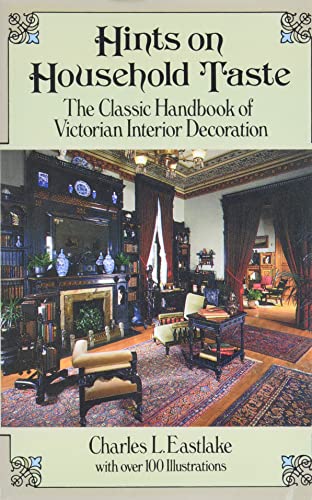 Hints on
Household Taste
The Classic Handbook of
Victorian Interior Decoration
Charles L. Eastlake
with over 100 Illustrations